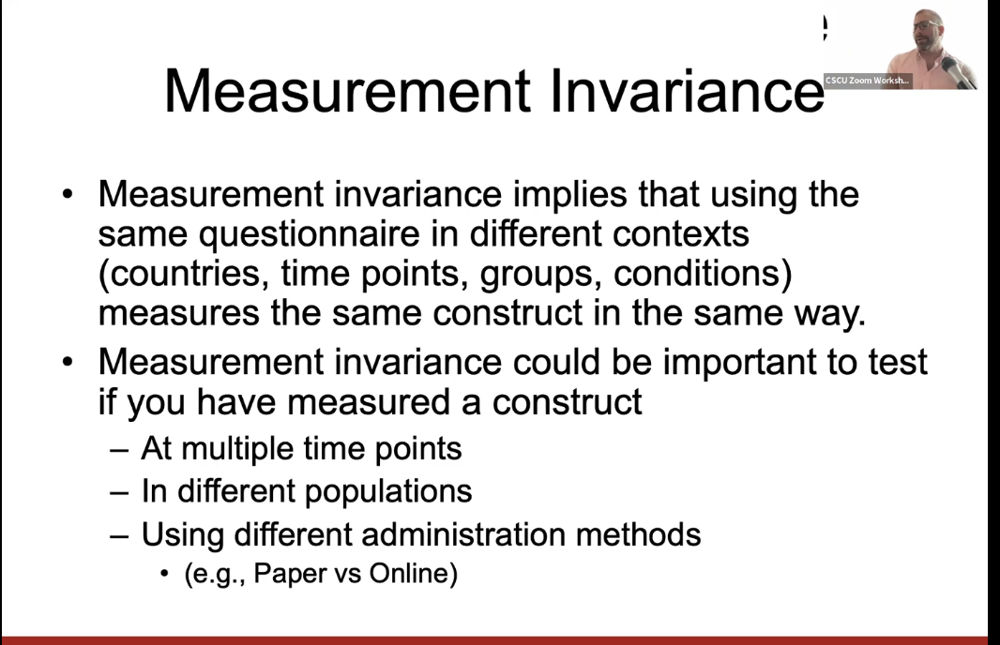 Measurement Invariance
CSCU Zoom Worksh...
• Measurement invariance implies that using the
same questionnaire in different contexts
(countries, time points, groups, conditions)
measures the same construct in the same way.
• Measurement invariance could be important to test
if you have measured a construct
– At multiple time points
– In different populations
– Using different administration methods
• (e.g., Paper vs Online)